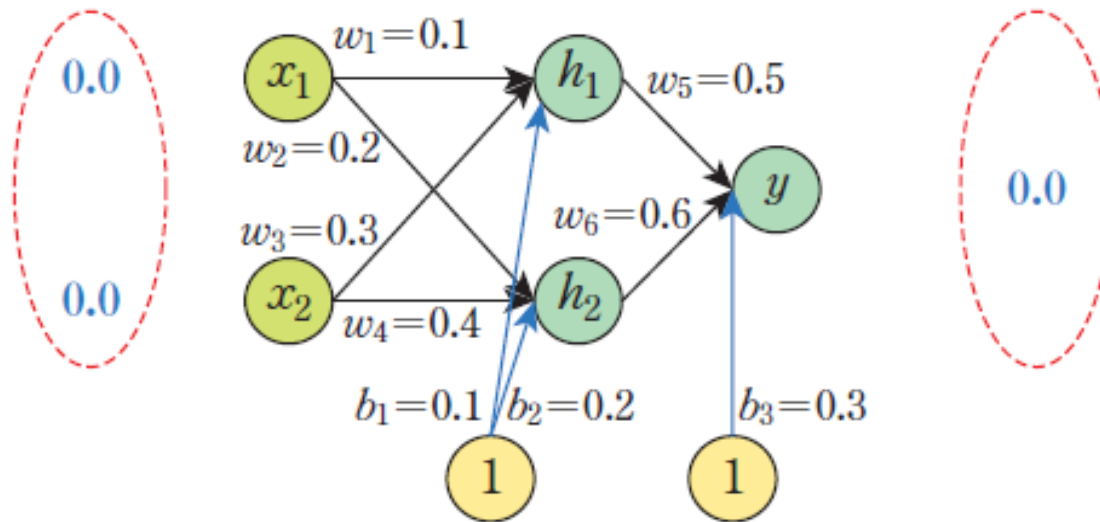 w₁=0.1
0.0 x₁ h₁ w₅=0.5
w₂=0.2
y 0.0
w₃=0.3 w₆=0.6
0.0 x₂ h₂
w₄=0.4
b₁=0.1 b₂=0.2 b₃=0.3
1 1